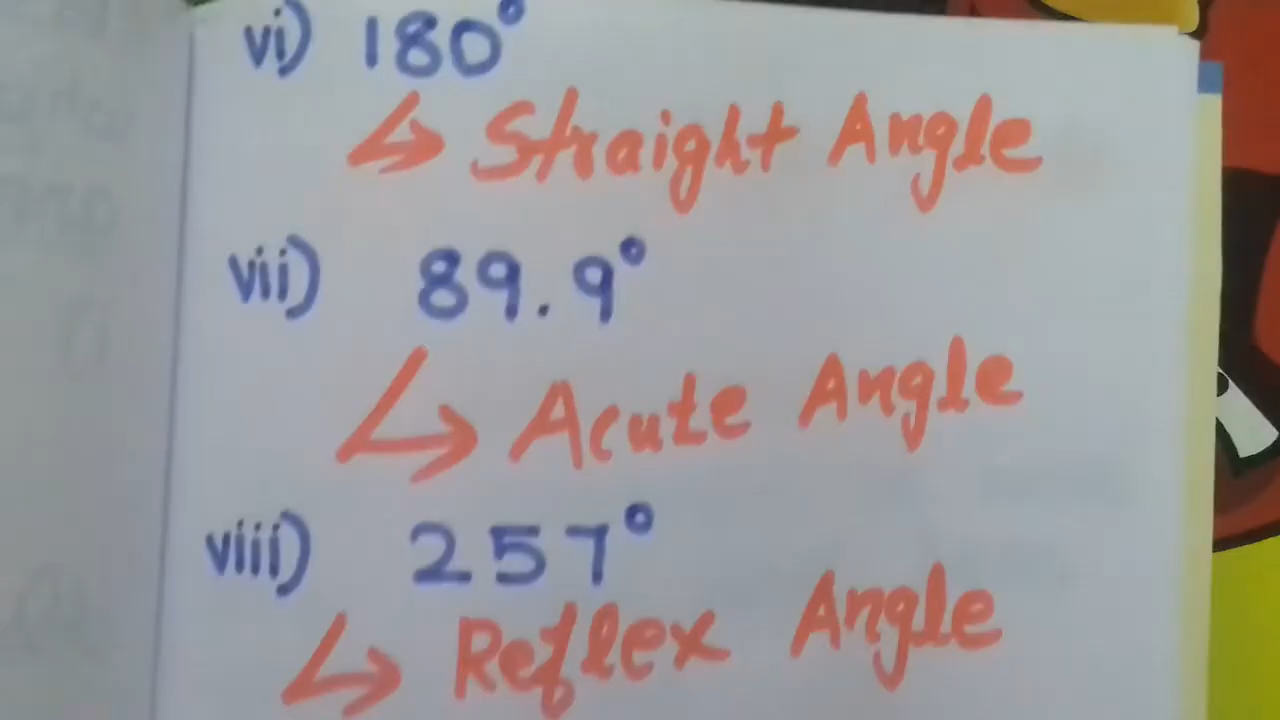 vi) 180°
↳ Straight Angle
vii) 89.9°
↳ Acute Angle
viii) 257°
↳ Reflex Angle